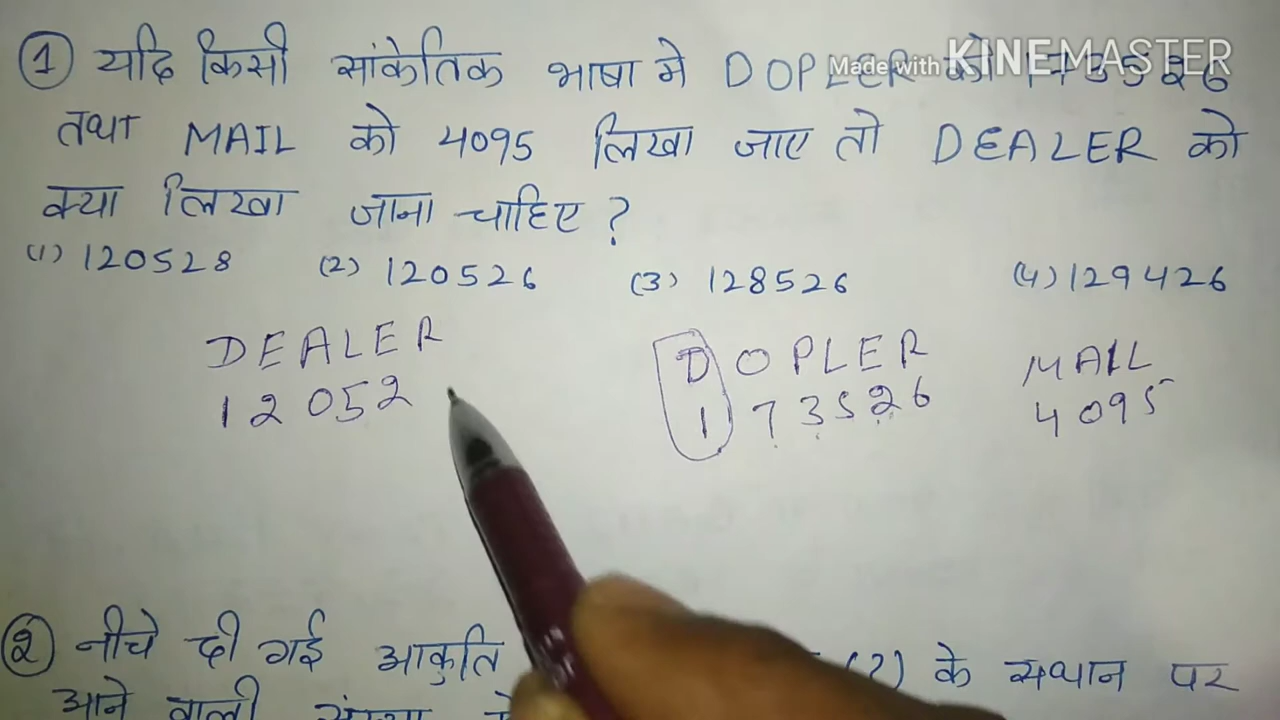 Made with KINEMASTER
① यदि किसी सांकेतिक भाषा मे DOPLER को 173526
तथा MAIL को 4095 लिखा जाए तो DEALER को
क्या लिखा जाना चाहिए ?
(1) 120528 (2) 120526 (3) 128526 (4) 129426
DEALER DOPLER MAIL
12052 173526 4095
② नीचे दी गई आकुति (?) के स्थान पर
आने वाली